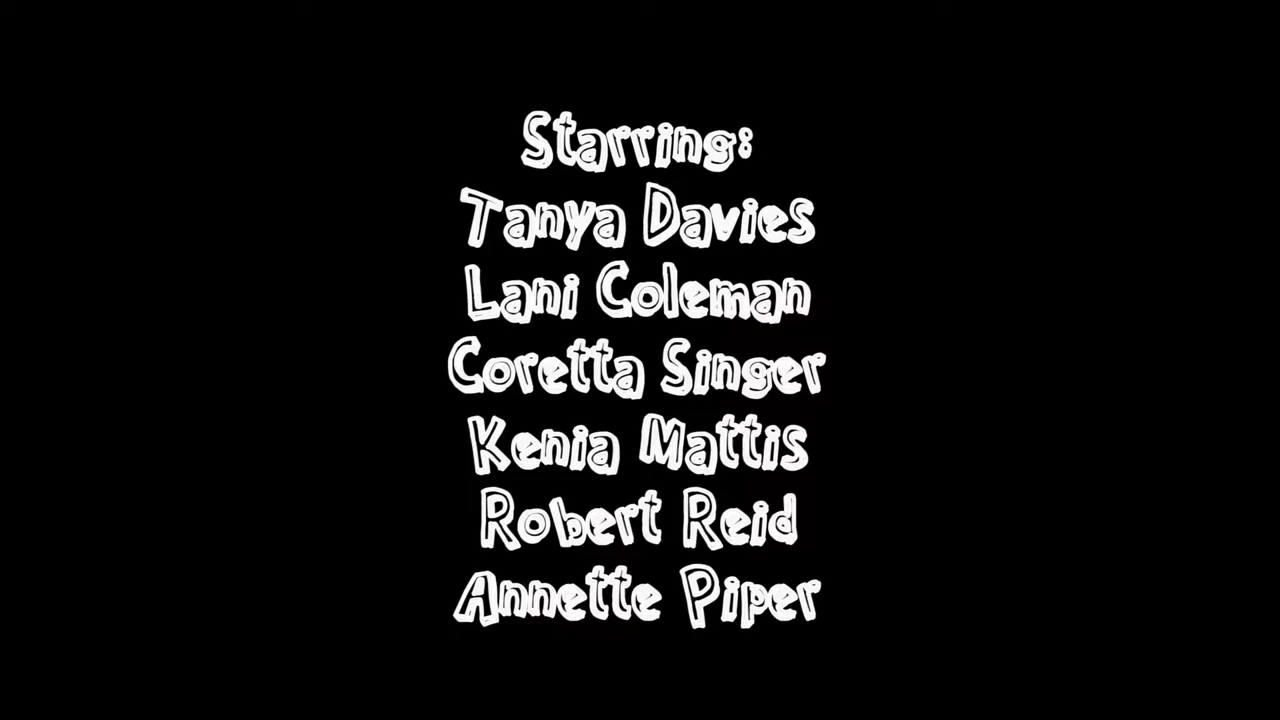 Starring:
Tanya Davies
Lani Coleman
Coretta Singer
Kenia Mattis
Robert Reid
Annette Piper